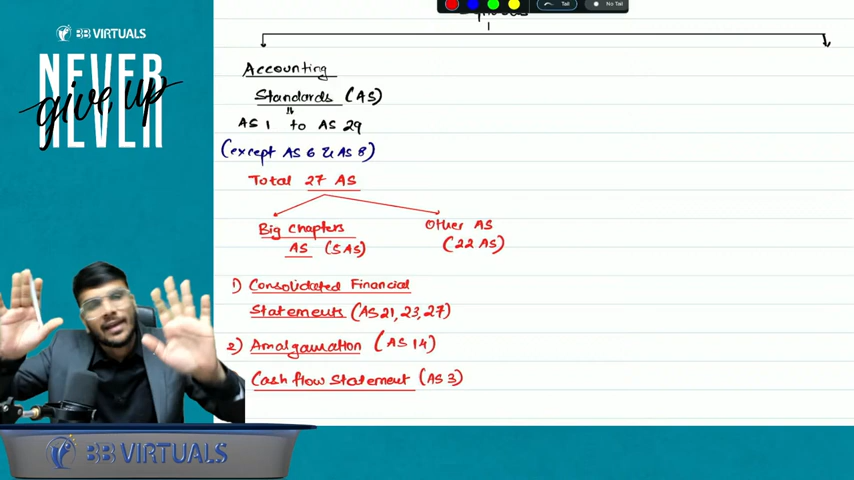 Tail
No Tail
BB VIRTUALS
NEVER
give up
NEVER
Accounting
Standards (AS)
AS 1 to AS 29
(except AS 6 & AS 8)
Total 27 AS
Big Chapters
AS (5 AS)
Other AS
(22 AS)
1) Consolidated Financial
Statements (AS 21, 23, 27)
2) Amalgamation (AS 14)
Cash flow Statement (AS 3)
BB VIRTUALS